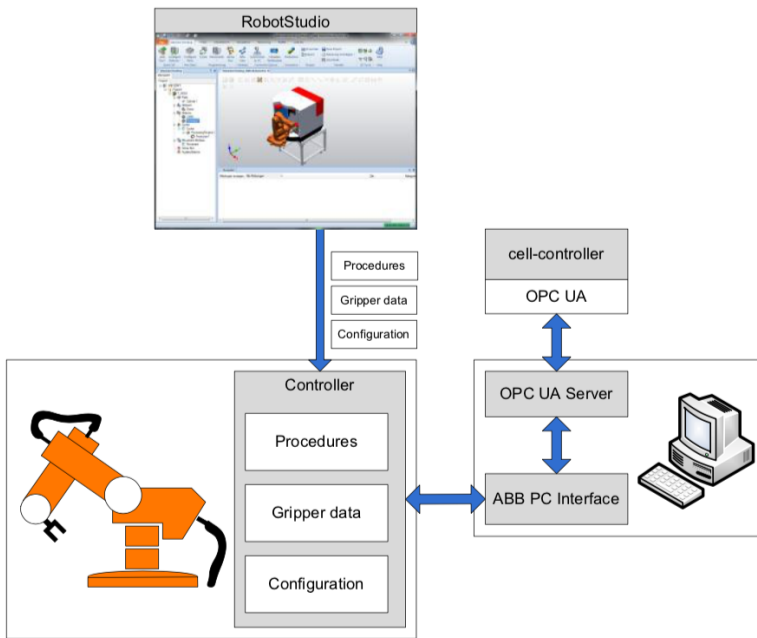 RobotStudio
Procedures
Gripper data
Configuration
cell-controller
OPC UA
Controller
Procedures
Gripper data
Configuration
OPC UA Server
ABB PC Interface